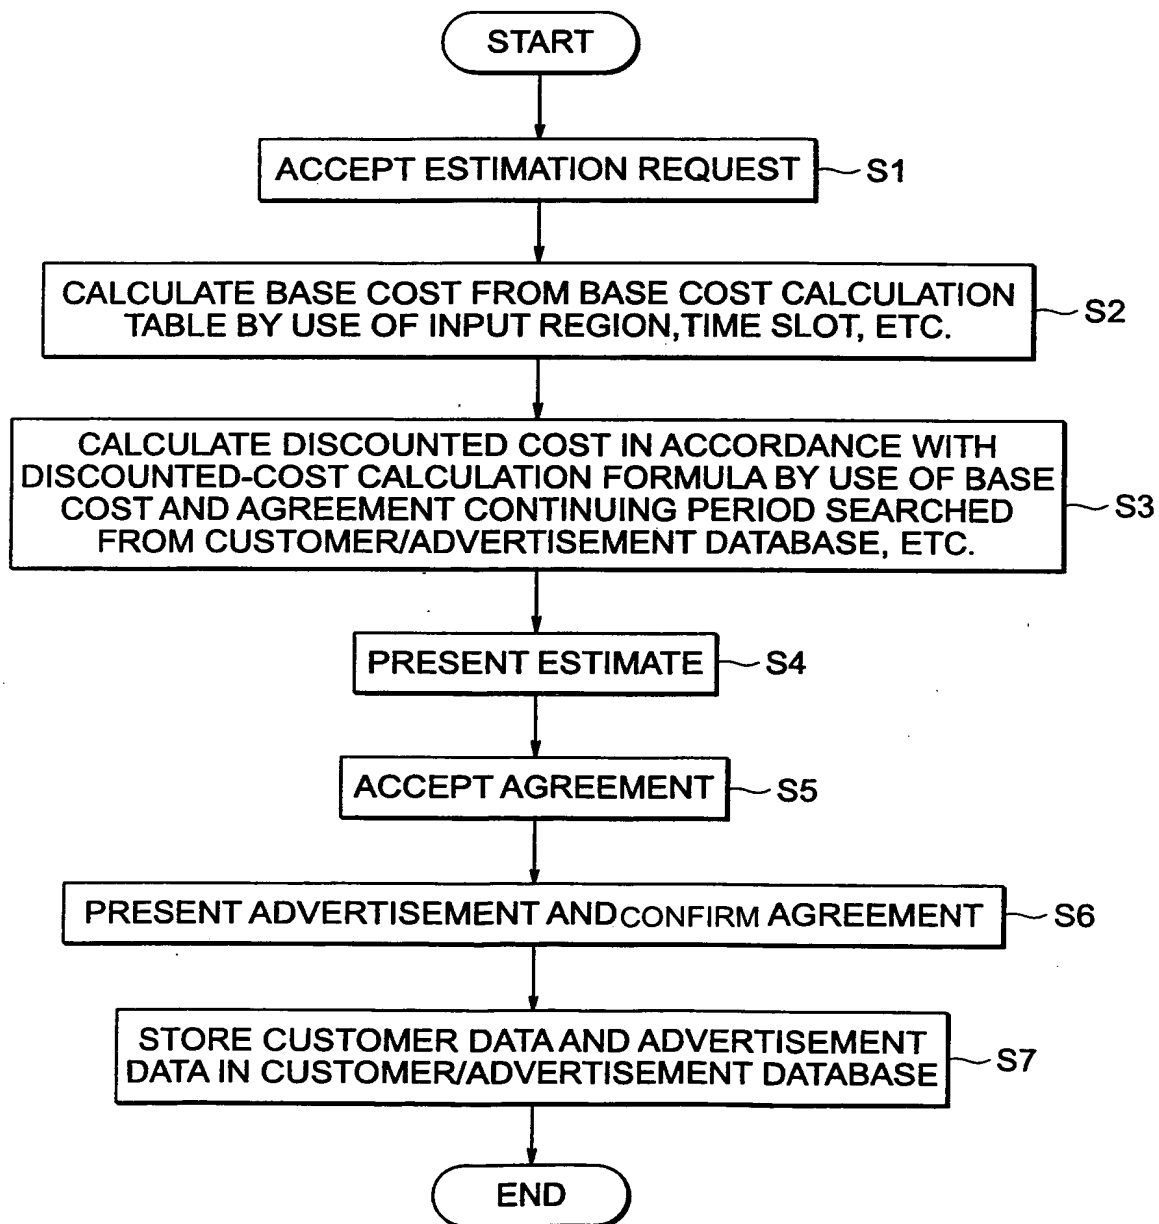 START
ACCEPT ESTIMATION REQUEST
S1
CALCULATE BASE COST FROM BASE COST CALCULATION
TABLE BY USE OF INPUT REGION, TIME SLOT, ETC.
S2
CALCULATE DISCOUNTED COST IN ACCORDANCE WITH
DISCOUNTED-COST CALCULATION FORMULA BY USE OF BASE
COST AND AGREEMENT CONTINUING PERIOD SEARCHED
FROM CUSTOMER/ADVERTISEMENT DATABASE, ETC.
S3
PRESENT ESTIMATE
S4
ACCEPT AGREEMENT
S5
PRESENT ADVERTISEMENT AND CONFIRM AGREEMENT
S6
STORE CUSTOMER DATA AND ADVERTISEMENT
DATA IN CUSTOMER/ADVERTISEMENT DATABASE
S7
END